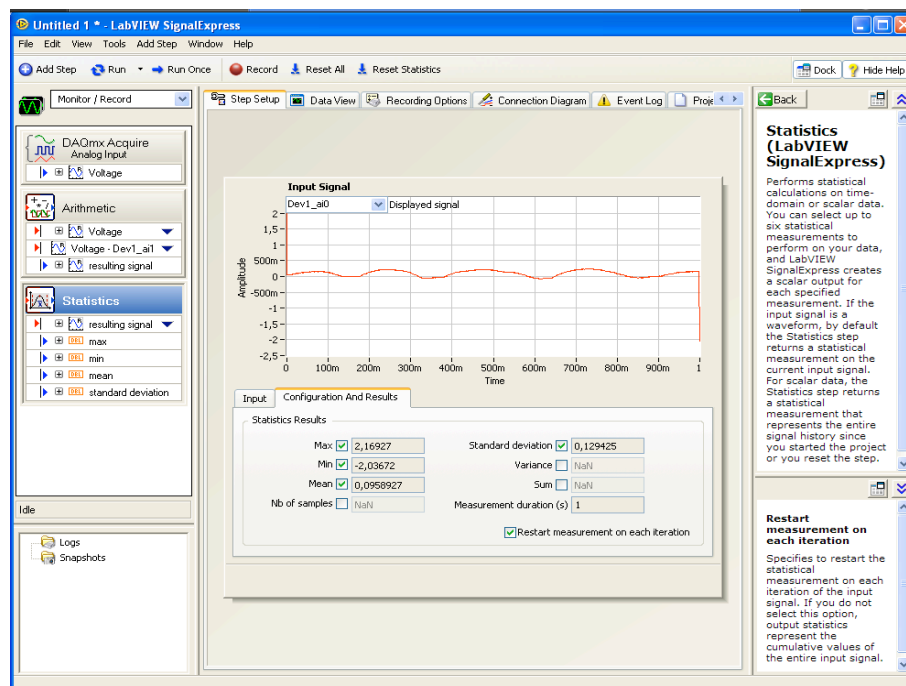 Untitled 1 * - LabVIEW SignalExpress
File Edit View Tools Add Step Window Help
Add Step Run Run Once Record Reset All Reset Statistics Dock Hide Help
Monitor / Record
Step Setup Data View Recording Options Connection Diagram Event Log Proje
Back
DAQmx Acquire
Analog Input
Voltage
Arithmetic
Voltage
Voltage - Dev1_ai1
resulting signal
Statistics
resulting signal
DBL max
DBL min
DBL mean
DBL standard deviation
Idle
Logs
Snapshots
Input Signal
Dev1_ai0 Displayed signal
Amplitude
2
1,5
1
500m
0
-500m
-1
-1,5
-2
-2,5
0 100m 200m 300m 400m 500m 600m 700m 800m 900m 1
Time
Input Configuration And Results
Statistics Results
Max 2,16927 Standard deviation 0,129425
Min -2,03672 Variance NaN
Mean 0,0958927 Sum NaN
Nb of samples NaN Measurement duration (s) 1
Restart measurement on each iteration
Statistics
(LabVIEW
SignalExpress)
Performs statistical
calculations on time-
domain or scalar data.
You can select up to
six statistical
measurements to
perform on your data,
and LabVIEW
SignalExpress creates
a scalar output for
each specified
measurement. If the
input signal is a
waveform, by default
the Statistics step
returns a statistical
measurement on the
current input signal.
For scalar data, the
Statistics step returns
a statistical
measurement that
represents the entire
signal history since
you started the project
or you reset the step.
Restart
measurement on
each iteration
Specifies to restart the
statistical
measurement on each
iteration of the input
signal. If you do not
select this option,
output statistics
represent the
cumulative values of
the entire input signal.